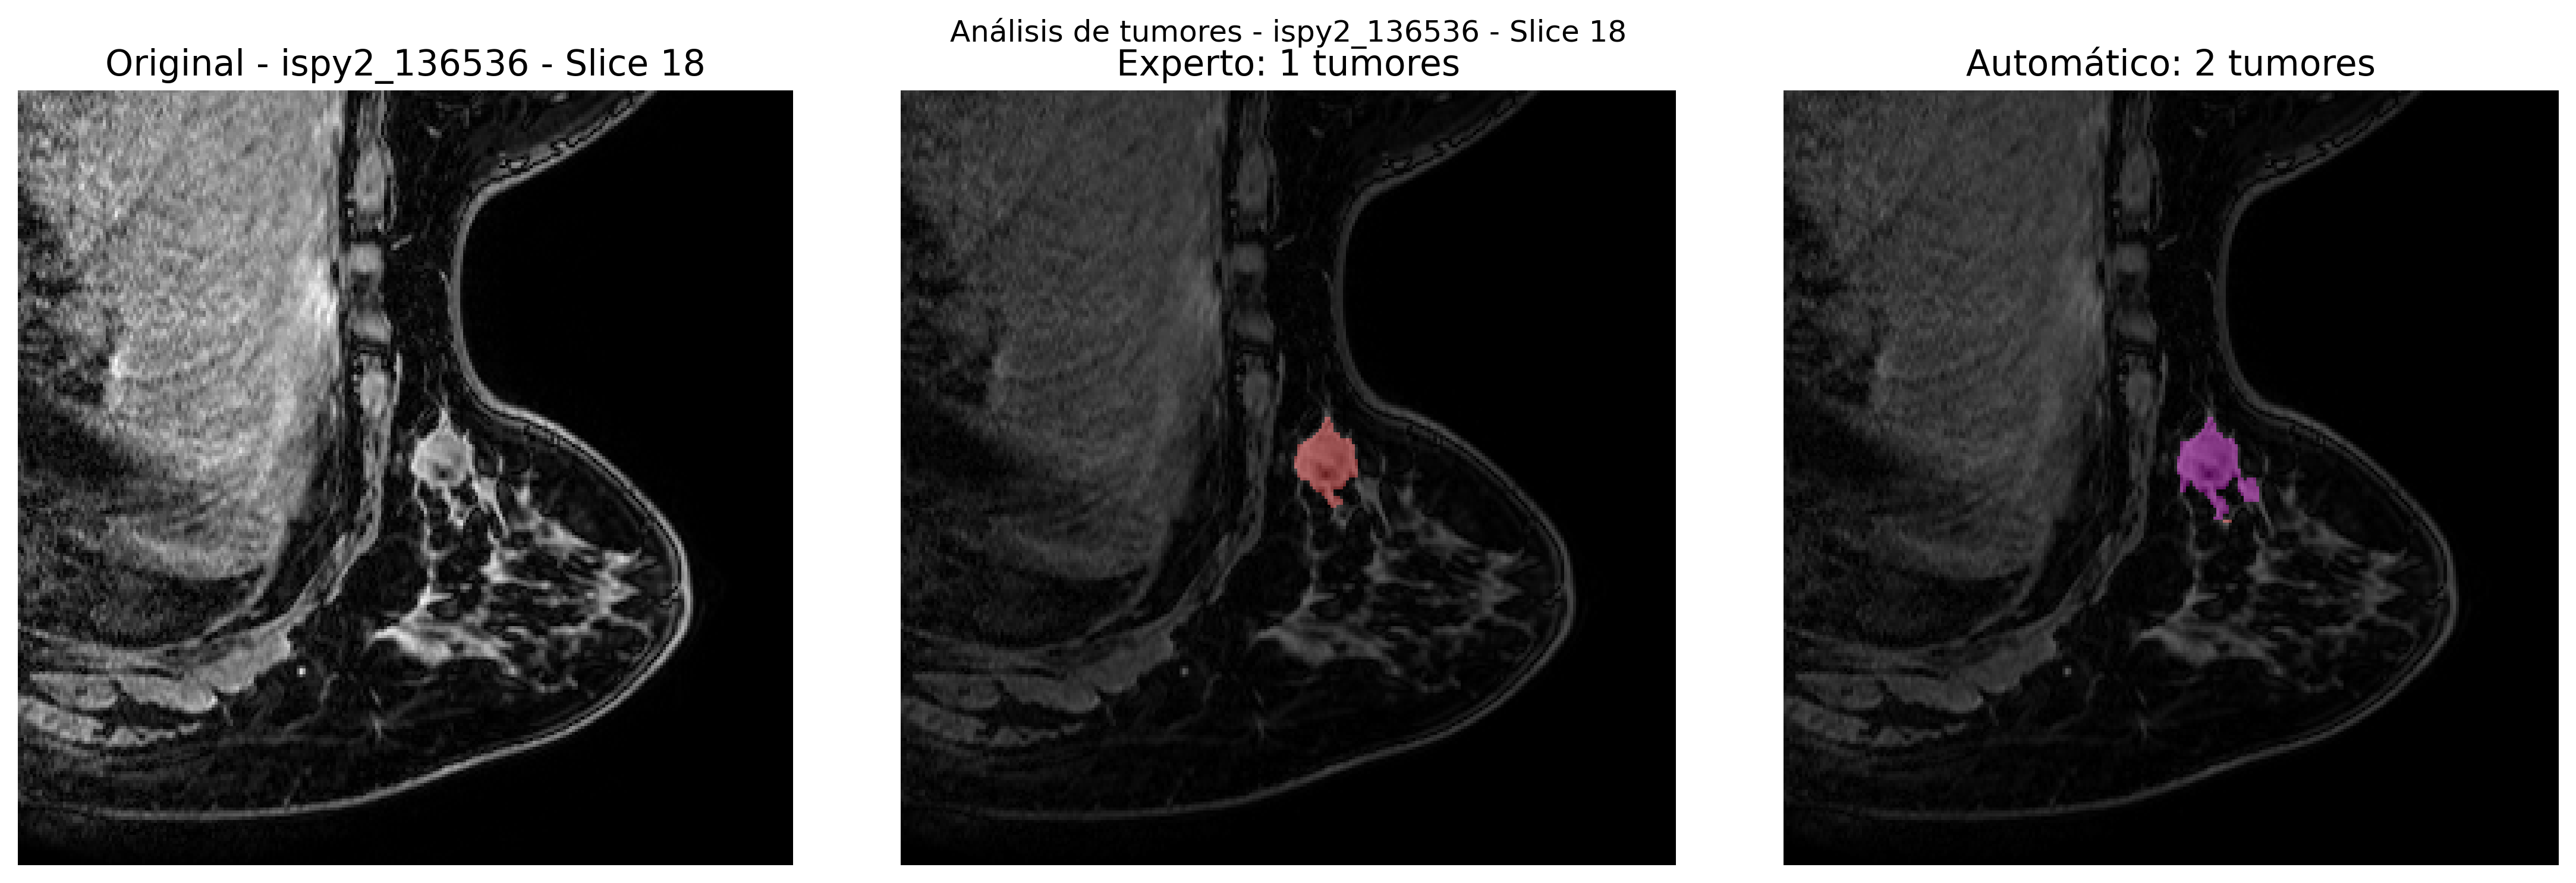 Análisis de tumores - ispy2_136536 - Slice 18
Original - ispy2_136536 - Slice 18
Experto: 1 tumores
Automático: 2 tumores